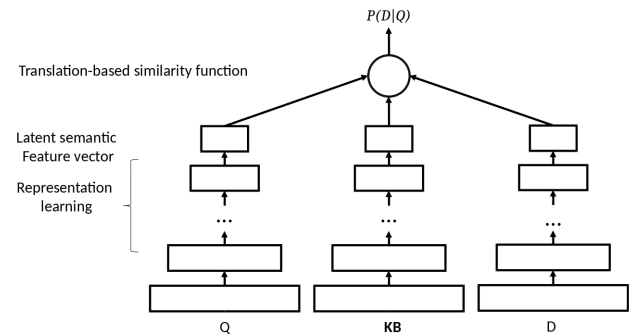 P(D|Q)
Translation-based similarity function
Latent semantic
Feature vector
Representation
learning
...
...
...
Q
KB
D